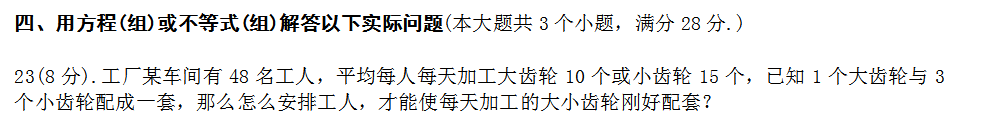 四、用方程(组)或不等式(组)解答以下实际问题(本大题共 3 个小题，满分 28 分.)
23(8 分).工厂某车间有 48 名工人，平均每人每天加工大齿轮 10 个或小齿轮 15 个，已知 1 个大齿轮与 3
个小齿轮配成一套，那么怎么安排工人，才能使每天加工的大小齿轮刚好配套？